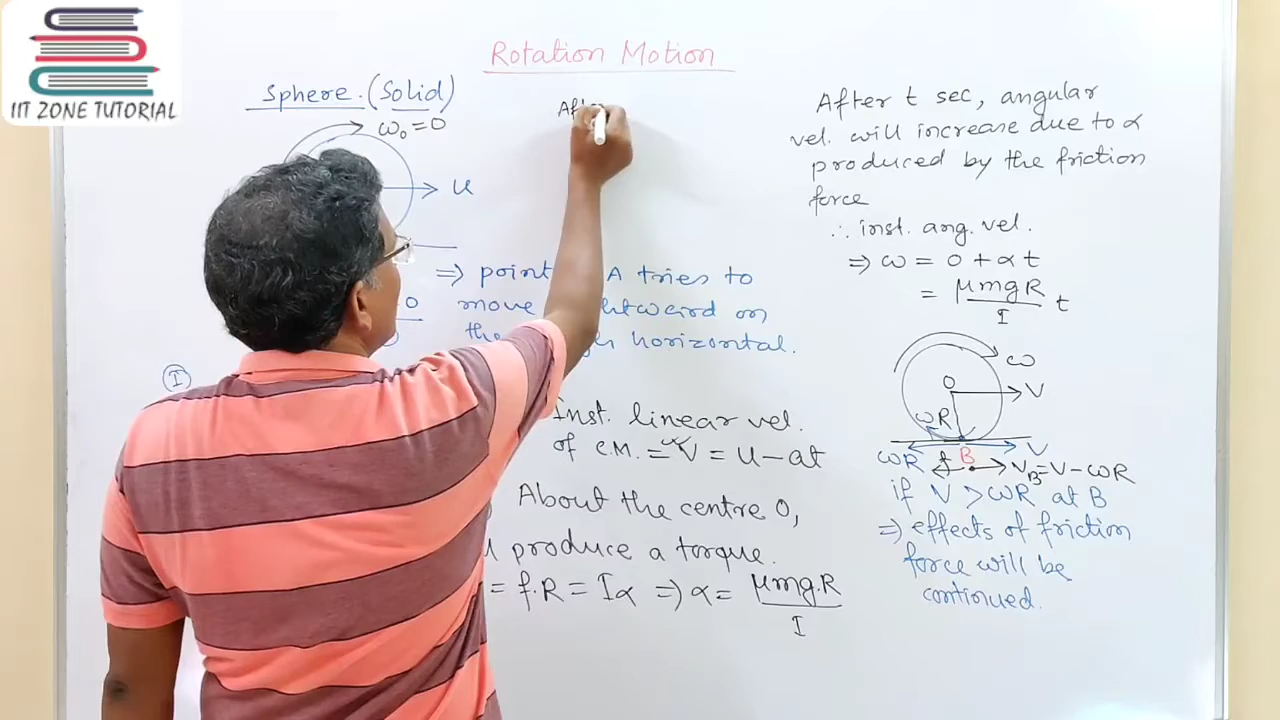 IIT ZONE TUTORIAL
Rotation Motion
Sphere. (Solid)
ω₀ = 0
u
After
⇒ point A tries to
move on
the horizontal.
I
Inst. linear vel.
of C.M. = V = u - at
About the centre O,
produce a torque.
= f.R = Iα ⇒ α = μmg.R / I
After t sec, angular
vel. will increase due to α
produced by the friction
force
∴ inst. ang. vel.
⇒ ω = 0 + αt
= μmgR / I t
ω
O
V
ωR
V
ωR f B V_B = V - ωR
if V > ωR at B
⇒ effects of friction
force will be
continued.